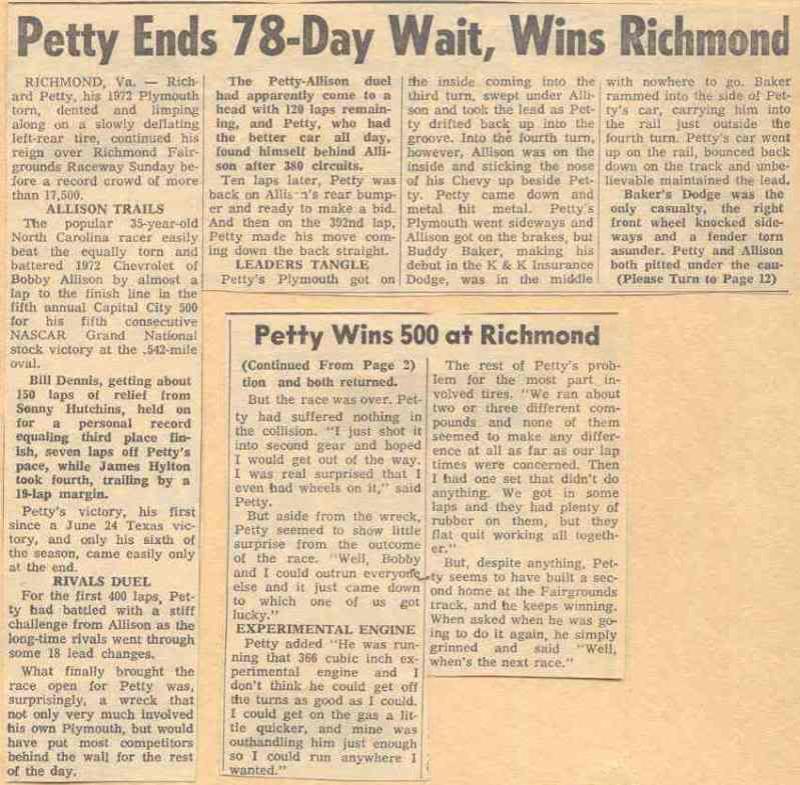 Petty Ends 78-Day Wait, Wins Richmond
RICHMOND, Va. — Rich-
ard Petty, his 1972 Plymouth
torn, dented and limping
along on a slowly deflating
left-rear tire, continued his
reign over Richmond Fair-
grounds Raceway Sunday be-
fore a record crowd of more
than 17,500.
ALLISON TRAILS
The popular 35-year-old
North Carolina racer easily
beat the equally torn and
battered 1972 Chevrolet of
Bobby Allison by almost a
lap to the finish line in the
fifth annual Capital City 500
for his fifth consecutive
NASCAR Grand National
stock victory at the .542-mile
oval.
Bill Dennis, getting about
150 laps of relief from
Sonny Hutchins, held on
for a personal record
equaling third place fin-
ish, seven laps off Petty's
pace, while James Hylton
took fourth, trailing by a
19-lap margin.
Petty's victory, his first
since a June 24 Texas vic-
tory, and only his sixth of
the season, came easily only
at the end.
RIVALS DUEL
For the first 400 laps, Pet-
ty had battled with a stiff
challenge from Allison as the
long-time rivals went through
some 18 lead changes.
What finally brought the
race open for Petty was,
surprisingly, a wreck that
not only very much involved
his own Plymouth, but would
have put most competitors
behind the wall for the rest
of the day.
The Petty-Allison duel
had apparently come to a
head with 120 laps remain-
ing, and Petty, who had
the better car all day,
found himself behind Alli-
son after 380 circuits.
Ten laps later, Petty was
back on Allison's rear bump-
er and ready to make a bid.
And then on the 392nd lap,
Petty made his move com-
ing down the back straight.
LEADERS TANGLE
Petty's Plymouth got on
the inside coming into the
third turn, swept under Alli-
son and took the lead as Pet-
ty drifted back up into the
groove. Into the fourth turn,
however, Allison was on the
inside and sticking the nose
of his Chevy up beside Pet-
ty. Petty came down and
metal hit metal. Petty's
Plymouth went sideways and
Allison got on the brakes, but
Buddy Baker, making his
debut in the K & K Insurance
Dodge, was in the middle
with nowhere to go. Baker
rammed into the side of Pet-
ty's car, carrying him into
the rail just outside the
fourth turn. Petty's car went
up on the rail, bounced back
down on the track and unbe-
lievable maintained the lead.
Baker's Dodge was the
only casualty, the right
front wheel knocked side-
ways and a fender torn
asunder. Petty and Allison
both pitted under the cau-
(Please Turn to Page 12)
Petty Wins 500 at Richmond
(Continued From Page 2)
tion and both returned.
But the race was over. Pet-
ty had suffered nothing in
the collision. "I just shot it
into second gear and hoped
I would get out of the way.
I was real surprised that I
even had wheels on it," said
Petty.
But aside from the wreck,
Petty seemed to show little
surprise from the outcome
of the race. "Well, Bobby
and I could outrun everyone
else and it just came down
to which one of us got
lucky."
EXPERIMENTAL ENGINE
Petty added "He was run-
ning that 366 cubic inch ex-
perimental engine and I
don't think he could get off
the turns as good as I could.
I could get on the gas a lit-
tle quicker, and mine was
outhandling him just enough
so I could run anywhere I
wanted."
The rest of Petty's prob-
lem for the most part in-
volved tires. "We ran about
two or three different com-
pounds and none of them
seemed to make any differ-
ence at all as far as our lap
times were concerned. Then
I had one set that didn't do
anything. We got in some
laps and they had plenty of
rubber on them, but they
flat quit working all togeth-
er."
But, despite anything, Pet-
ty seems to have built a sec-
ond home at the Fairgrounds
track, and he keeps winning.
When asked when he was go-
ing to do it again, he simply
grinned and said "Well,
when's the next race."